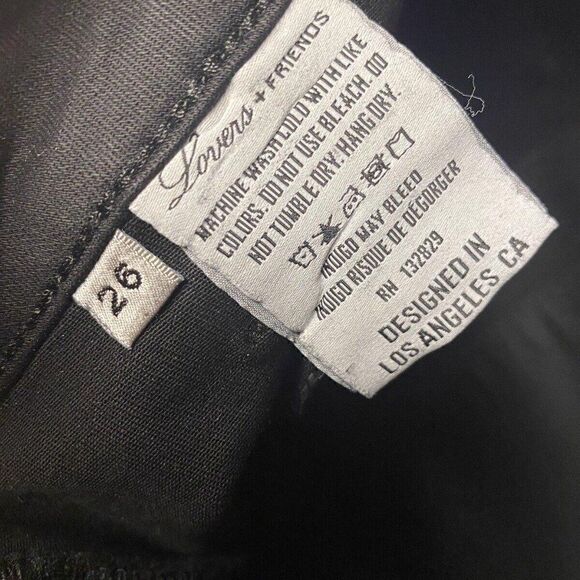 Lovers + FRIENDS
MACHINE WASH COLD WITH LIKE
COLORS. DO NOT USE BLEACH. DO
NOT TUMBLE DRY. HANG DRY.
INDIGO MAY BLEED
INDIGO RISQUE DE DÉGORGER
RN 132829
DESIGNED IN
LOS ANGELES, CA
26